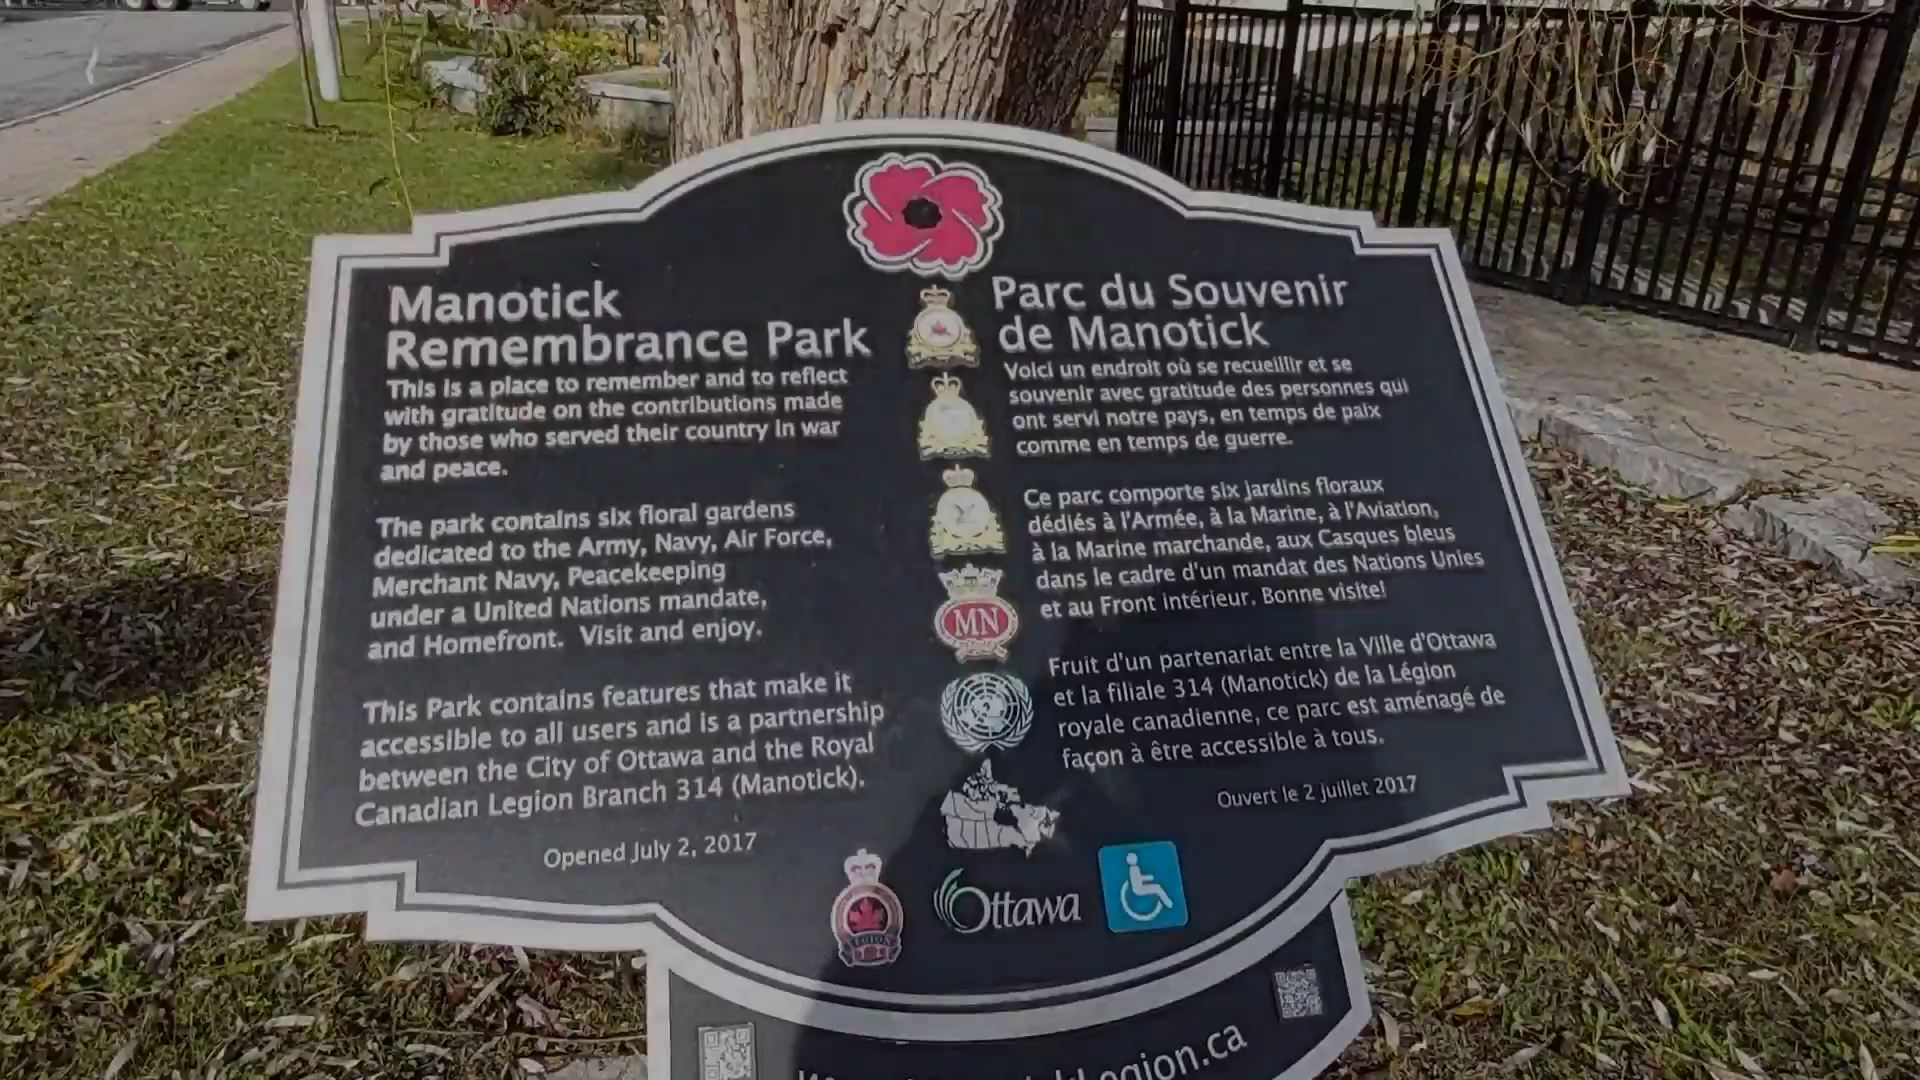 Manotick
Remembrance Park
This is a place to remember and to reflect
with gratitude on the contributions made
by those who served their country in war
and peace.
The park contains six floral gardens
dedicated to the Army, Navy, Air Force,
Merchant Navy, Peacekeeping
under a United Nations mandate,
and Homefront. Visit and enjoy.
This Park contains features that make it
accessible to all users and is a partnership
between the City of Ottawa and the Royal
Canadian Legion Branch 314 (Manotick).
Opened July 2, 2017
Parc du Souvenir
de Manotick
Voici un endroit où se recueillir et se
souvenir avec gratitude des personnes qui
ont servi notre pays, en temps de paix
comme en temps de guerre.
Ce parc comporte six jardins floraux
dédiés à l'Armée, à la Marine, à l'Aviation,
à la Marine marchande, aux Casques bleus
dans le cadre d'un mandat des Nations Unies
et au Front intérieur. Bonne visite!
Fruit d'un partenariat entre la Ville d'Ottawa
et la filiale 314 (Manotick) de la Légion
royale canadienne, ce parc est aménagé de
façon à être accessible à tous.
Ouvert le 2 juillet 2017
MN
LEGION
Ottawa
Legion.ca